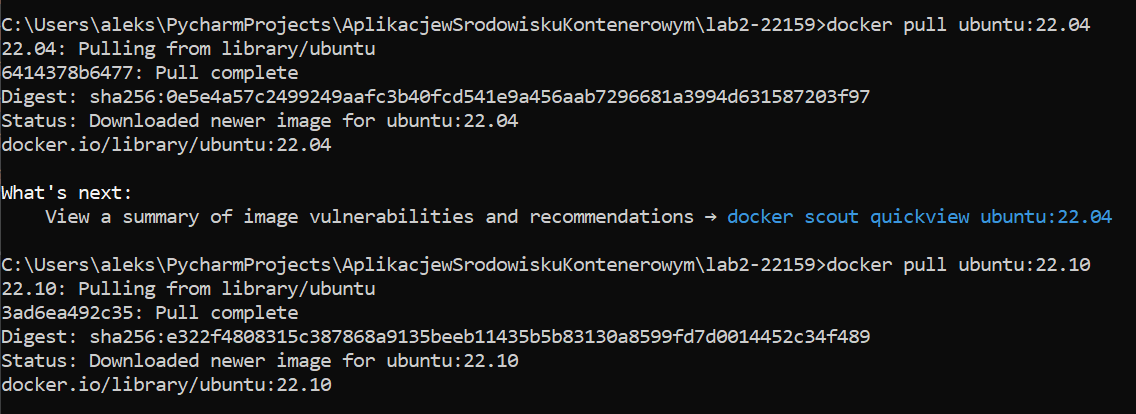 C:\Users\aleks\PycharmProjects\AplikacjewSrodowiskuKontenerowym\lab2-22159>docker pull ubuntu:22.04
22.04: Pulling from library/ubuntu
6414378b6477: Pull complete
Digest: sha256:0e5e4a57c2499249aafc3b40fcd541e9a456aab7296681a3994d631587203f97
Status: Downloaded newer image for ubuntu:22.04
docker.io/library/ubuntu:22.04
What's next:
View a summary of image vulnerabilities and recommendations → docker scout quickview ubuntu:22.04
C:\Users\aleks\PycharmProjects\AplikacjewSrodowiskuKontenerowym\lab2-22159>docker pull ubuntu:22.10
22.10: Pulling from library/ubuntu
3ad6ea492c35: Pull complete
Digest: sha256:e322f4808315c387868a9135beeb11435b5b83130a8599fd7d0014452c34f489
Status: Downloaded newer image for ubuntu:22.10
docker.io/library/ubuntu:22.10